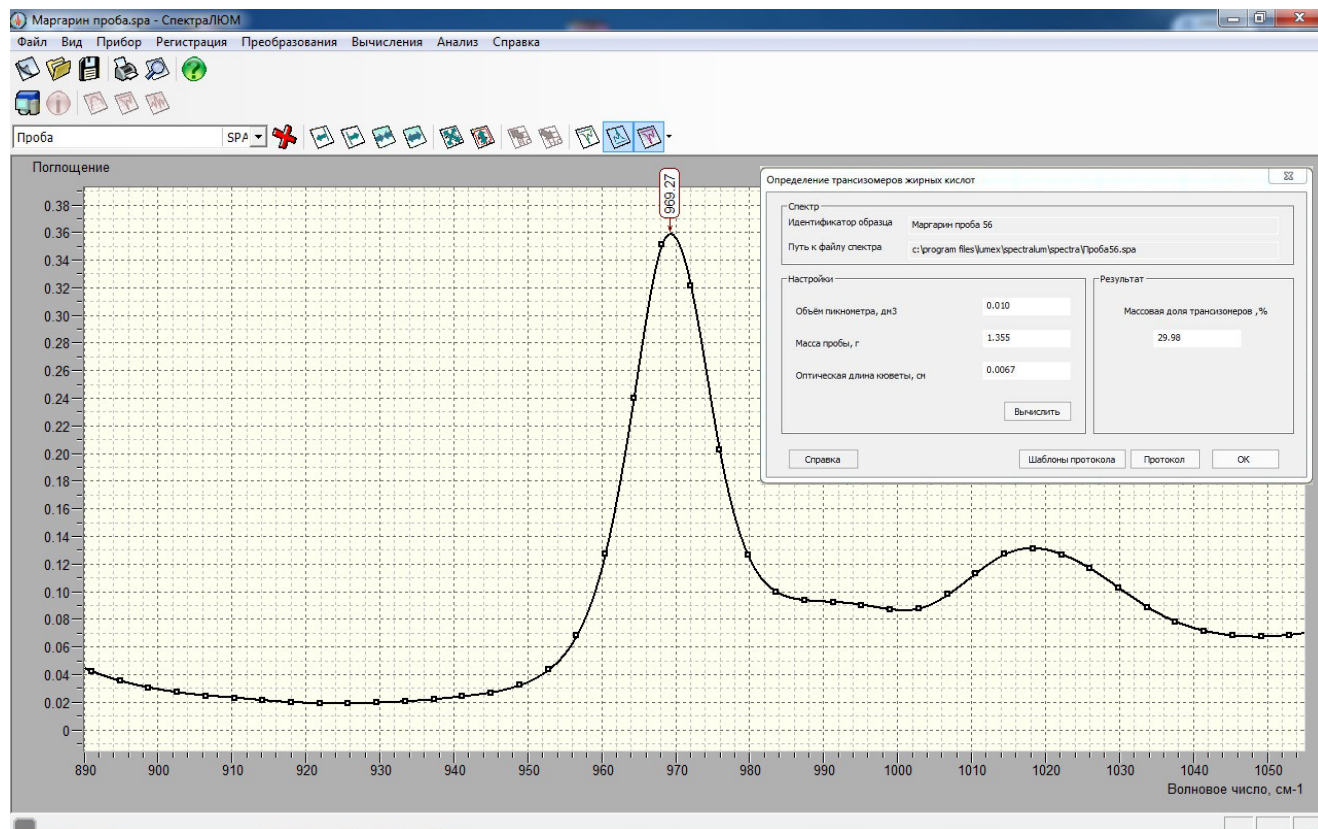 Маргарин проба.spa - СпектраЛЮМ
Файл Вид Прибор Регистрация Преобразования Вычисления Анализ Справка
Проба SPA
Поглощение
969.27
0.38
0.36
0.34
0.32
0.30
0.28
0.26
0.24
0.22
0.20
0.18
0.16
0.14
0.12
0.10
0.08
0.06
0.04
0.02
0
890 900 910 920 930 940 950 960 970 980 990 1000 1010 1020 1030 1040 1050
Волновое число, см-1
Определение трансизомеров жирных кислот
Спектр
Идентификатор образца Маргарин проба 56
Путь к файлу спектра c:\program files\lumex\spectralum\spectra\Проба56.spa
Настройки
Объём пикнометра, дм3 0.010
Масса пробы, г 1.355
Оптическая длина кюветы, см 0.0067
Вычислить
Результат
Массовая доля трансизомеров ,%
29.98
Справка Шаблоны протокола Протокол OK